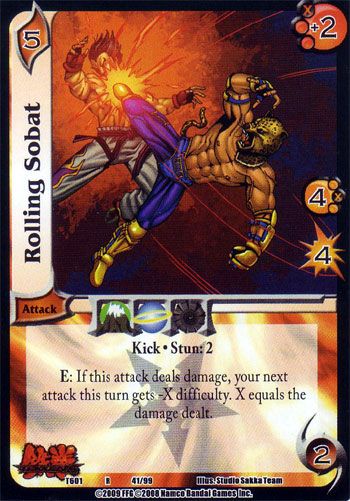 5
+2
Rolling Sobat
4
4
Attack
Kick • Stun: 2
E: If this attack deals damage, your next
attack this turn gets -X difficulty. X equals the
damage dealt.
2
T601 R 41/99 Illus. Studio Sakka Team
©2009 FFG ©2008 Namco Bandai Games Inc.